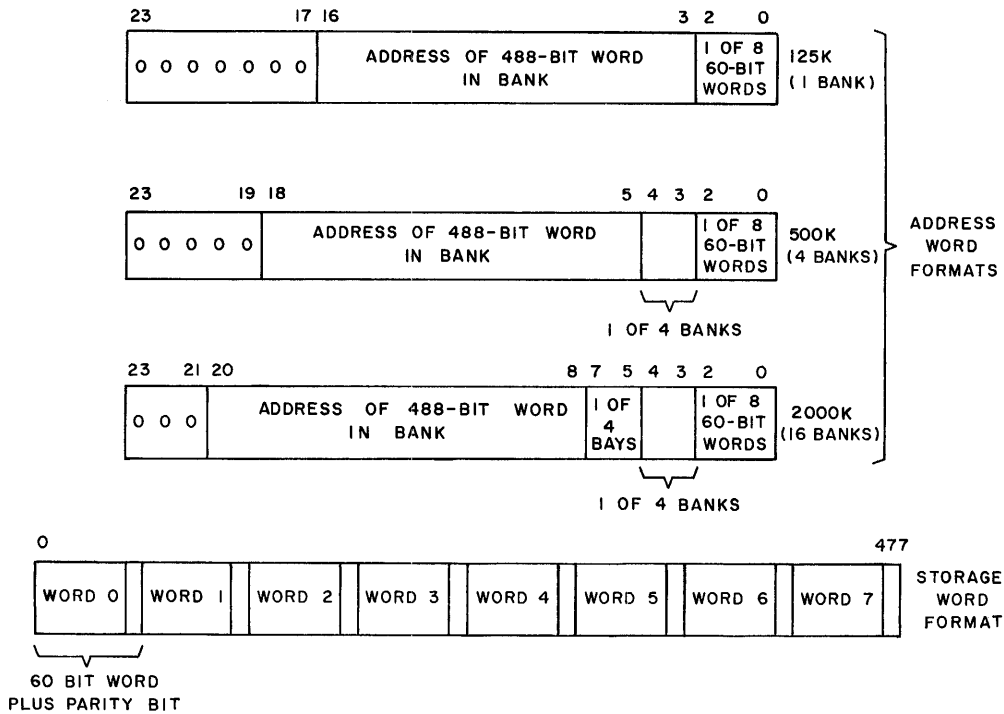 23 17 16 3 2 0
0 0 0 0 0 0 0
ADDRESS OF 488-BIT WORD
IN BANK
1 OF 8
60-BIT
WORDS
125K
(1 BANK)
23 19 18 5 4 3 2 0
0 0 0 0 0
ADDRESS OF 488-BIT WORD
IN BANK
1 OF 8
60-BIT
WORDS
500K
(4 BANKS)
1 OF 4 BANKS
ADDRESS
WORD
FORMATS
23 21 20 8 7 5 4 3 2 0
0 0 0
ADDRESS OF 488-BIT WORD
IN BANK
1 OF
4
BAYS
1 OF 8
60-BIT
WORDS
2000K
(16 BANKS)
1 OF 4 BANKS
0 477
WORD 0 WORD 1 WORD 2 WORD 3 WORD 4 WORD 5 WORD 6 WORD 7
STORAGE
WORD
FORMAT
60 BIT WORD
PLUS PARITY BIT